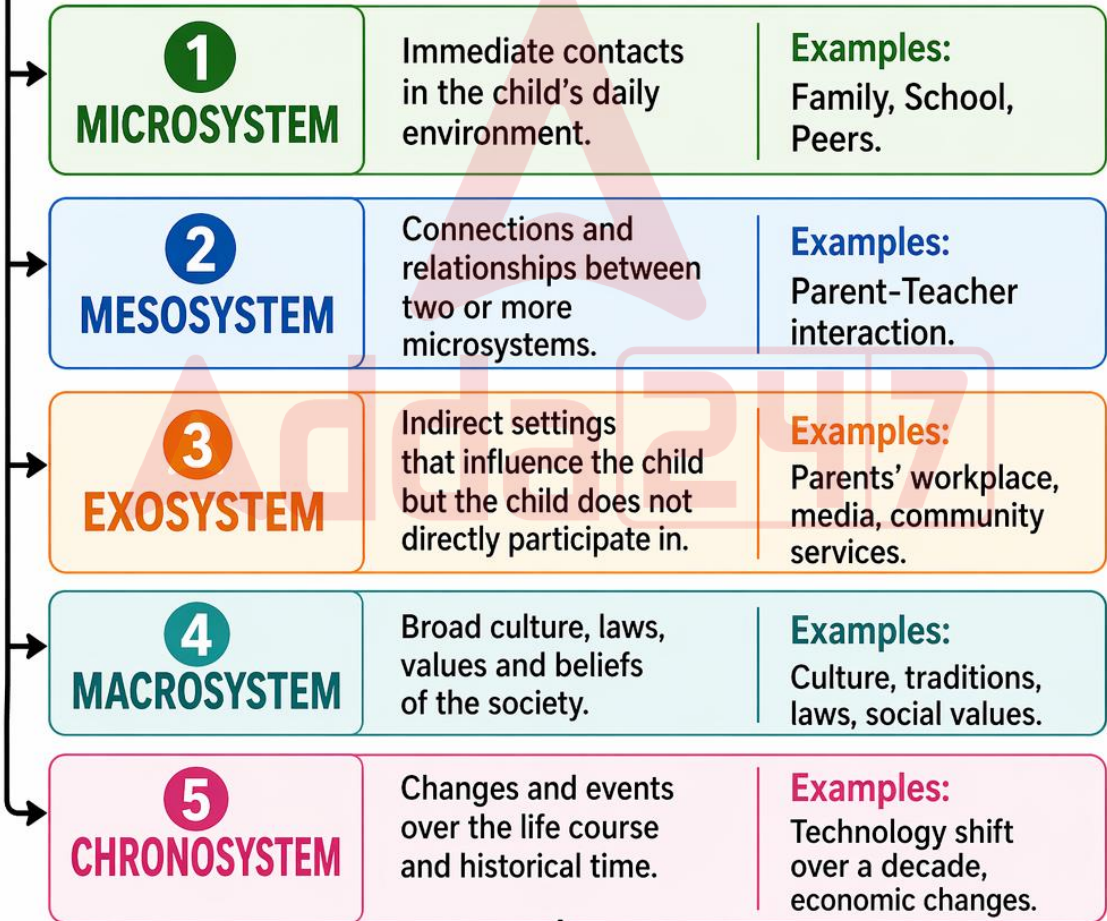 1
MICROSYSTEM
Immediate contacts
in the child's daily
environment.
Examples:
Family, School,
Peers.
2
MESOSYSTEM
Connections and
relationships between
two or more
microsystems.
Examples:
Parent-Teacher
interaction.
3
EXOSYSTEM
Indirect settings
that influence the child
but the child does not
directly participate in.
Examples:
Parents' workplace,
media, community
services.
4
MACROSYSTEM
Broad culture, laws,
values and beliefs
of the society.
Examples:
Culture, traditions,
laws, social values.
5
CHRONOSYSTEM
Changes and events
over the life course
and historical time.
Examples:
Technology shift
over a decade,
economic changes.
Adda247